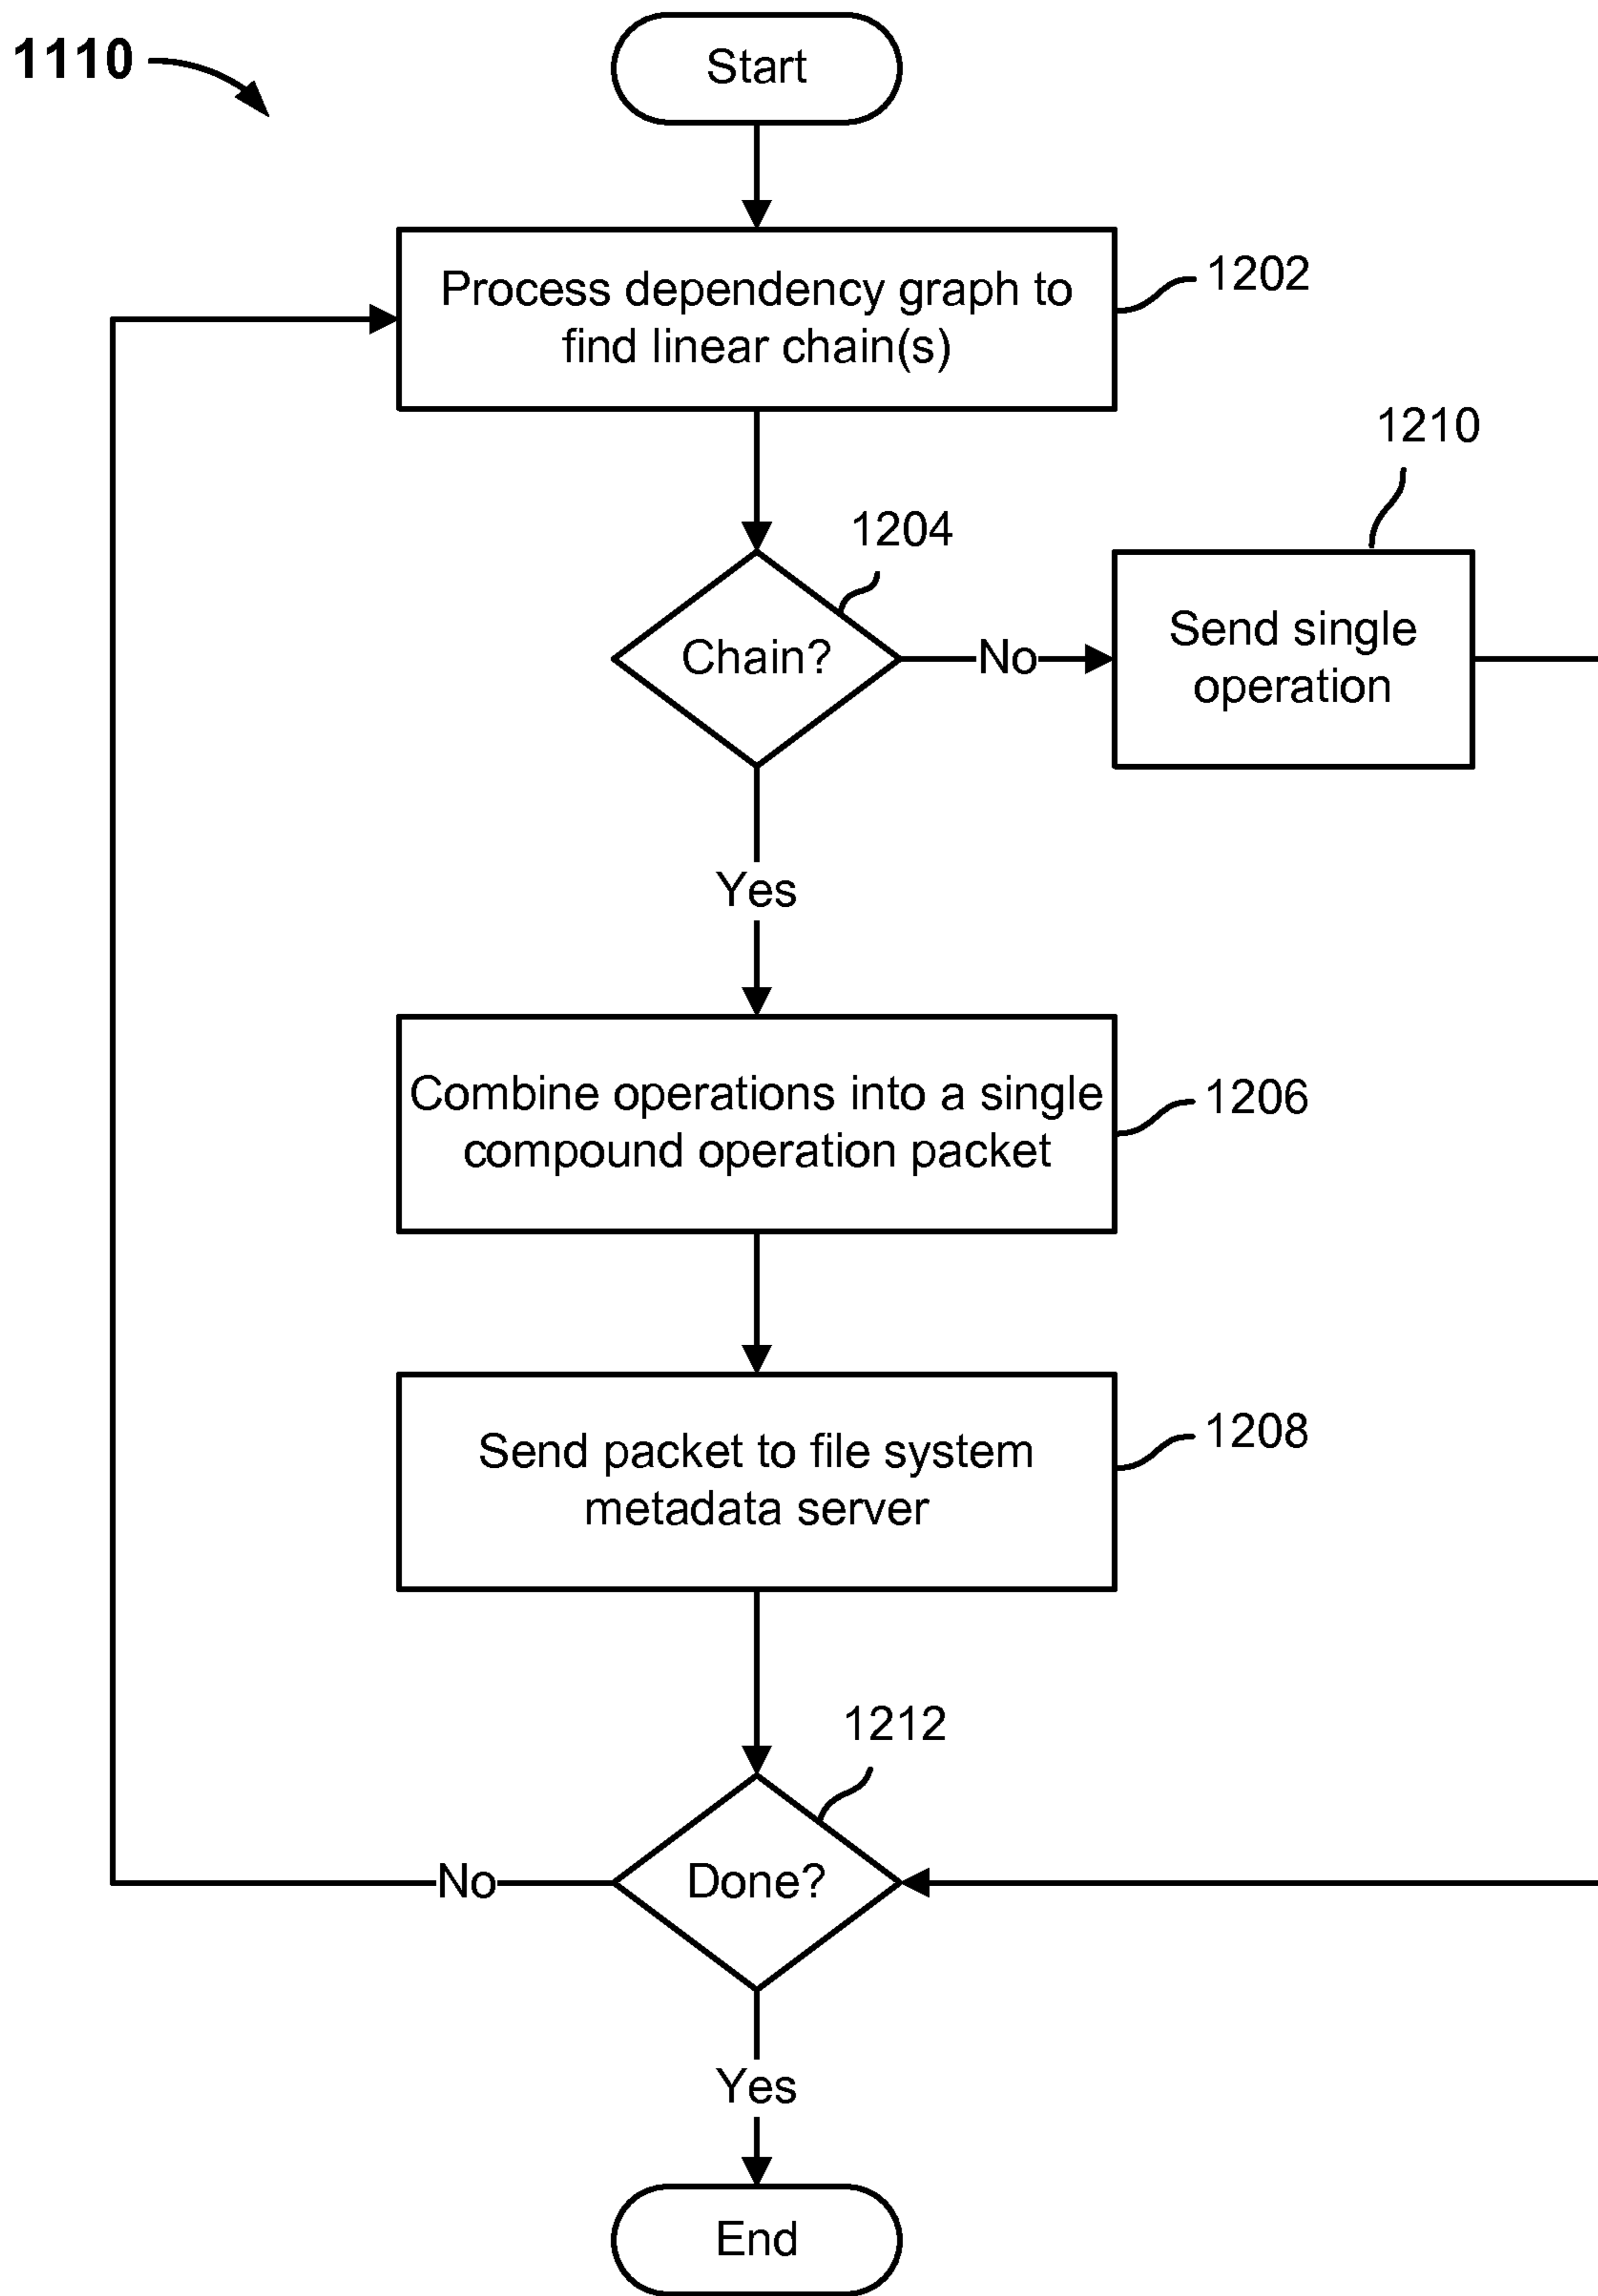 1110
Start
Process dependency graph to
find linear chain(s)
1202
1210
1204
Chain?
No
Send single
operation
Yes
Combine operations into a single
compound operation packet
1206
Send packet to file system
metadata server
1208
1212
Done?
No
Yes
End